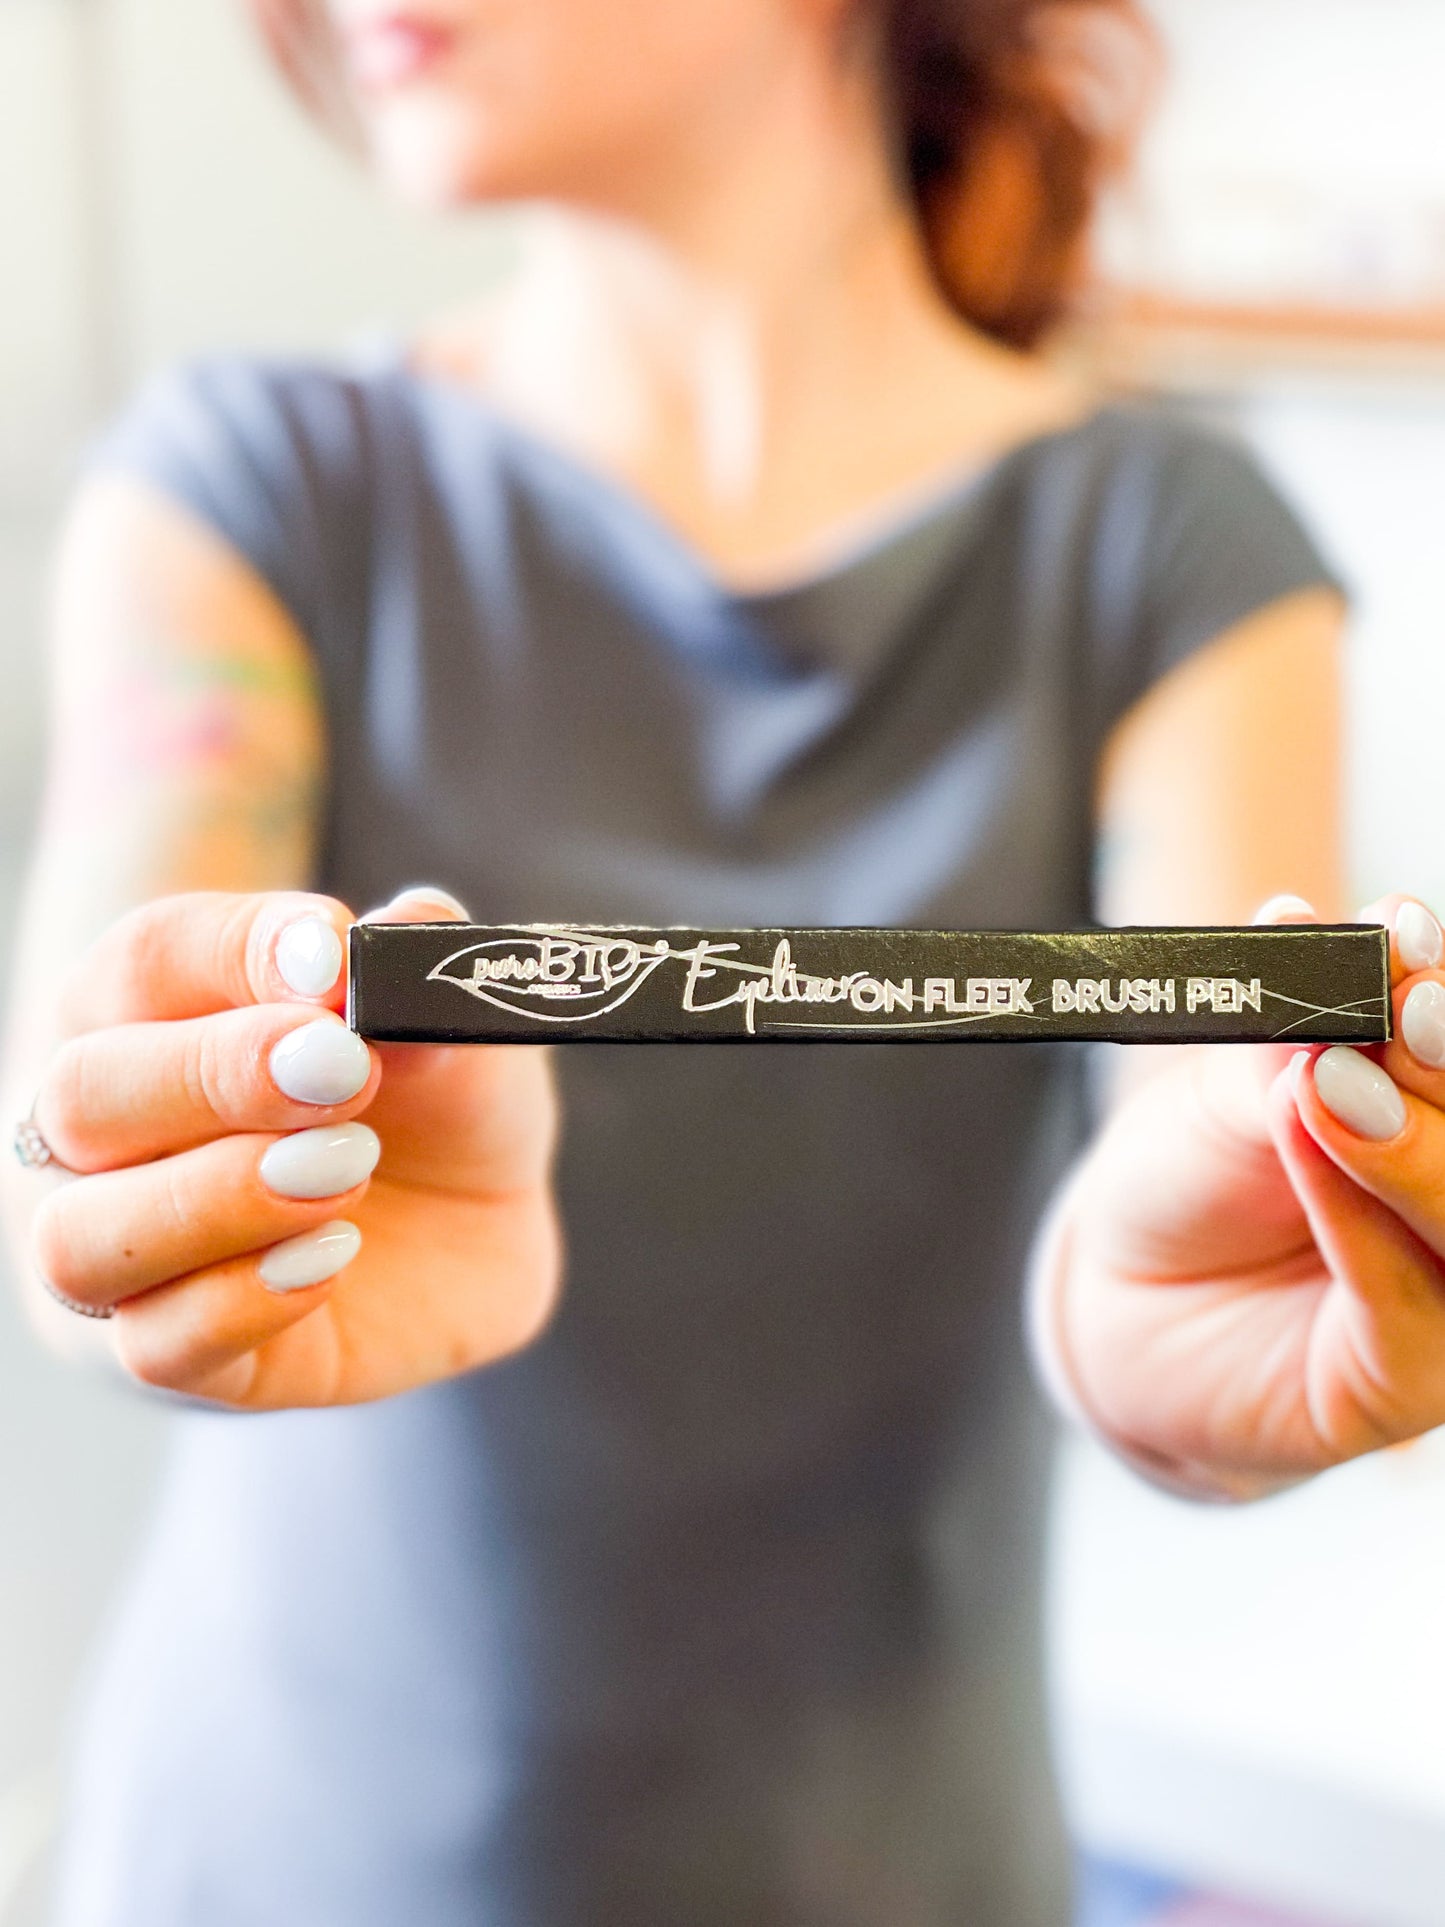 puroBIO
COSMETICS
Eyeliner ON FLEEK BRUSH PEN